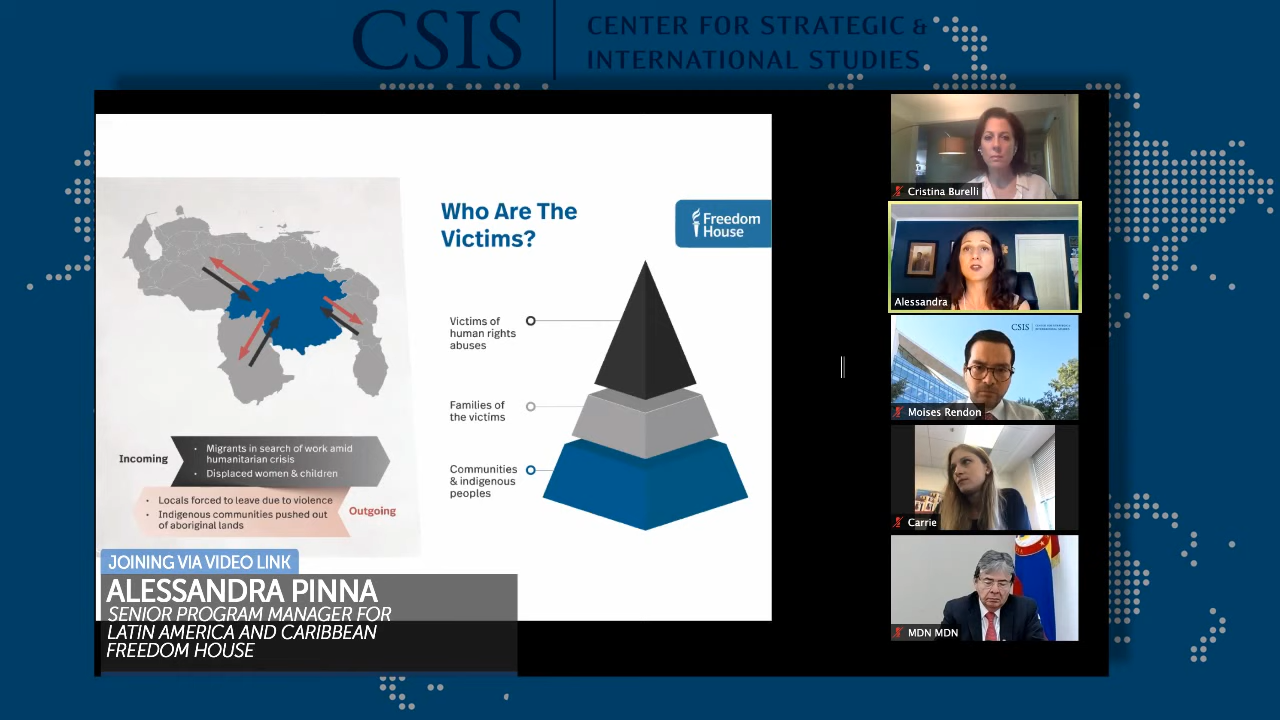 CSIS
CENTER FOR STRATEGIC &
INTERNATIONAL STUDIES
Who Are The
Victims?
Freedom
House
Victims of
human rights
abuses
Families of
the victims
Communities
& indigenous
peoples
Incoming
• Migrants in search of work amid
humanitarian crisis
• Displaced women & children
• Locals forced to leave due to violence
• Indigenous communities pushed out
of aboriginal lands
Outgoing
JOINING VIA VIDEO LINK
ALESSANDRA PINNA
SENIOR PROGRAM MANAGER FOR
LATIN AMERICA AND CARIBBEAN
FREEDOM HOUSE
Cristina Burelli
Alessandra
CSIS
Moises Rendon
Carrie
MDN MDN